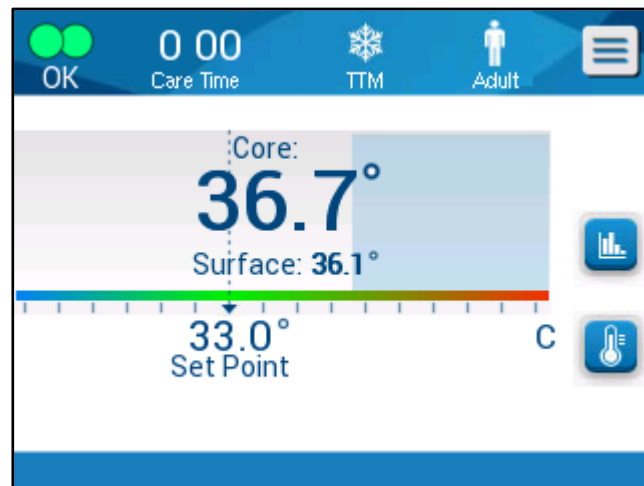 OK
0 00
Care Time
TTM
Adult
Core:
36.7°
Surface: 36.1°
33.0°
Set Point
C